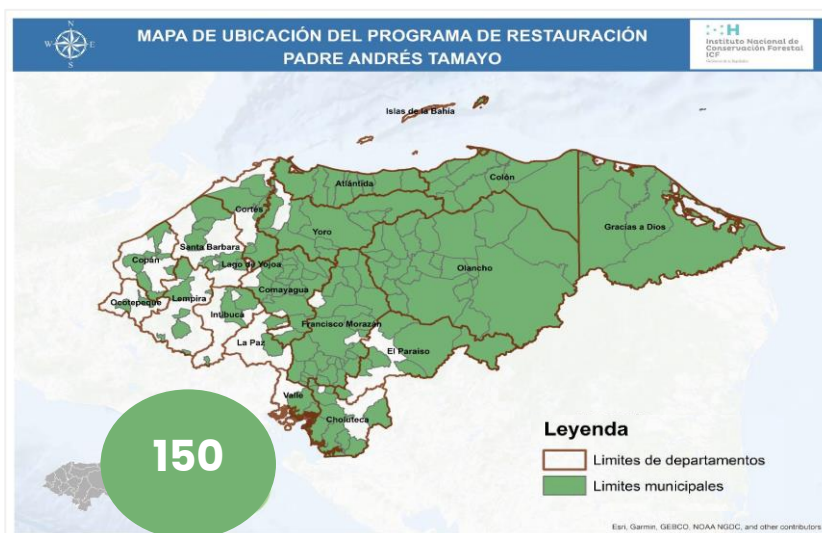 N
W E
S
MAPA DE UBICACIÓN DEL PROGRAMA DE RESTAURACIÓN
PADRE ANDRÉS TAMAYO
Instituto Nacional de
Conservación Forestal
ICF
Islas de la Bahía
Atlántida
Colón
Cortés
Gracias a Dios
Yoro
Santa Barbara
Copán
Lago de Yojoa
Olancho
Comayagua
Ocotepeque
Lempira
Intibucá
Francisco Morazán
La Paz
El Paraiso
Valle
Choluteca
150
Leyenda
Limites de departamentos
Limites municipales
Esri, Garmin, GEBCO, NOAA NGDC, and other contributors